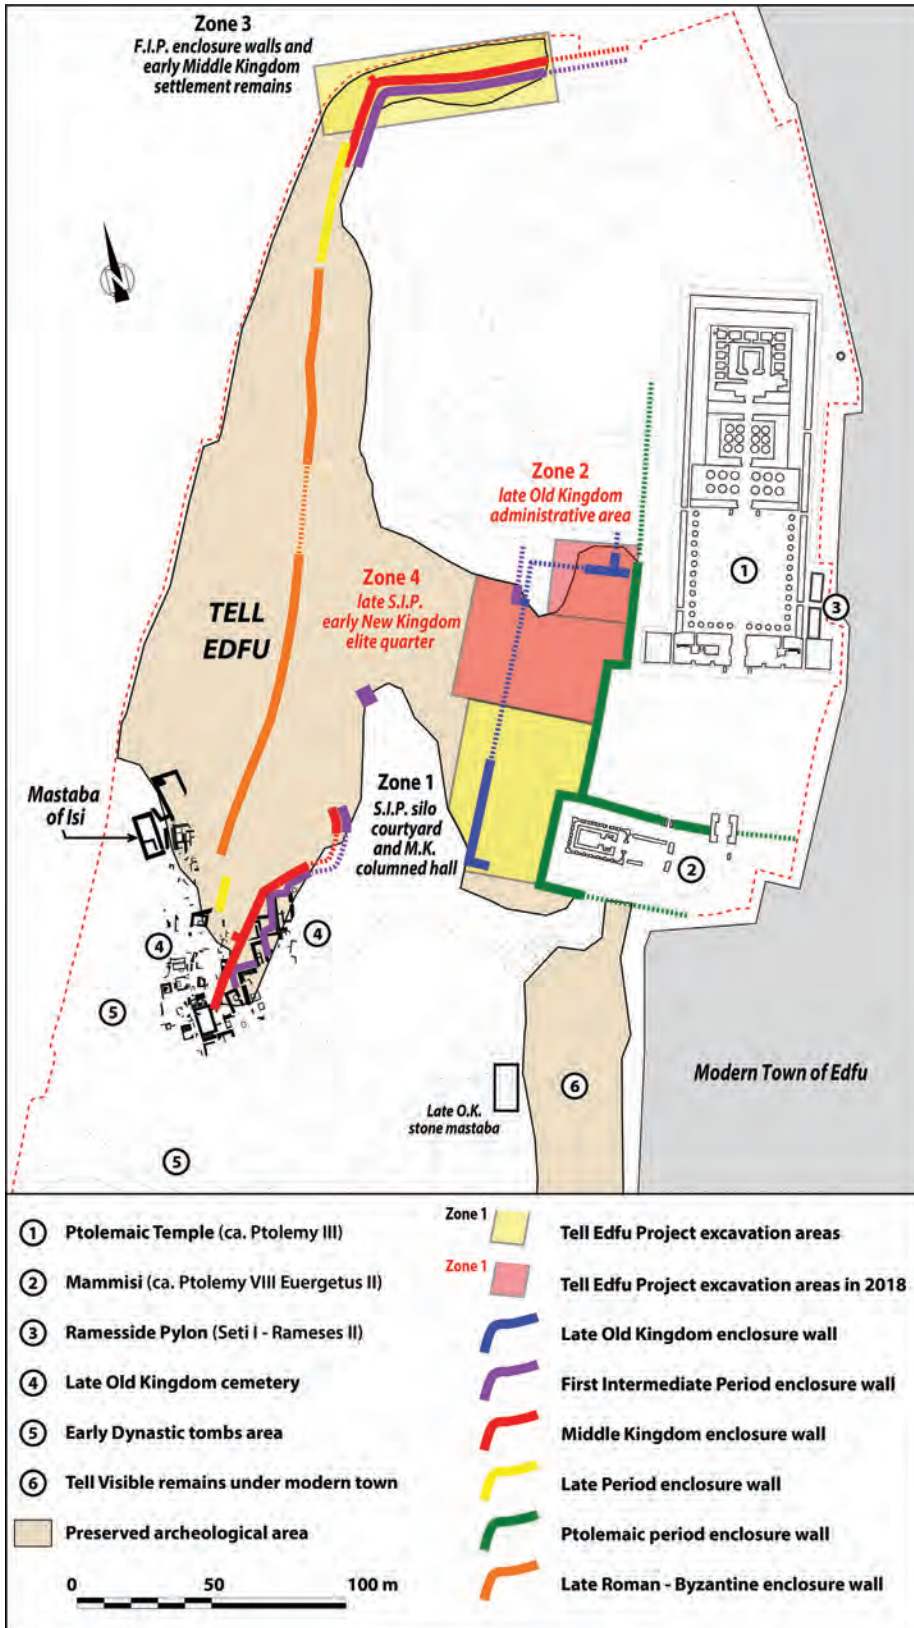 Zone 3
F.I.P. enclosure walls and
early Middle Kingdom
settlement remains
N
Zone 2
late Old Kingdom
administrative area
1
3
Zone 4
late S.I.P.
early New Kingdom
elite quarter
TELL
EDFU
Mastaba
of Isi
Zone 1
S.I.P. silo
courtyard
and M.K.
columned hall
2
4
4
5
Modern Town of Edfu
6
Late O.K.
stone mastaba
5
1 Ptolemaic Temple (ca. Ptolemy III)
2 Mammisi (ca. Ptolemy VIII Euergetus II)
3 Ramesside Pylon (Seti I - Rameses II)
4 Late Old Kingdom cemetery
5 Early Dynastic tombs area
6 Tell Visible remains under modern town
Preserved archeological area
0 50 100 m
Zone 1 Tell Edfu Project excavation areas
Zone 1 Tell Edfu Project excavation areas in 2018
Late Old Kingdom enclosure wall
First Intermediate Period enclosure wall
Middle Kingdom enclosure wall
Late Period enclosure wall
Ptolemaic period enclosure wall
Late Roman - Byzantine enclosure wall